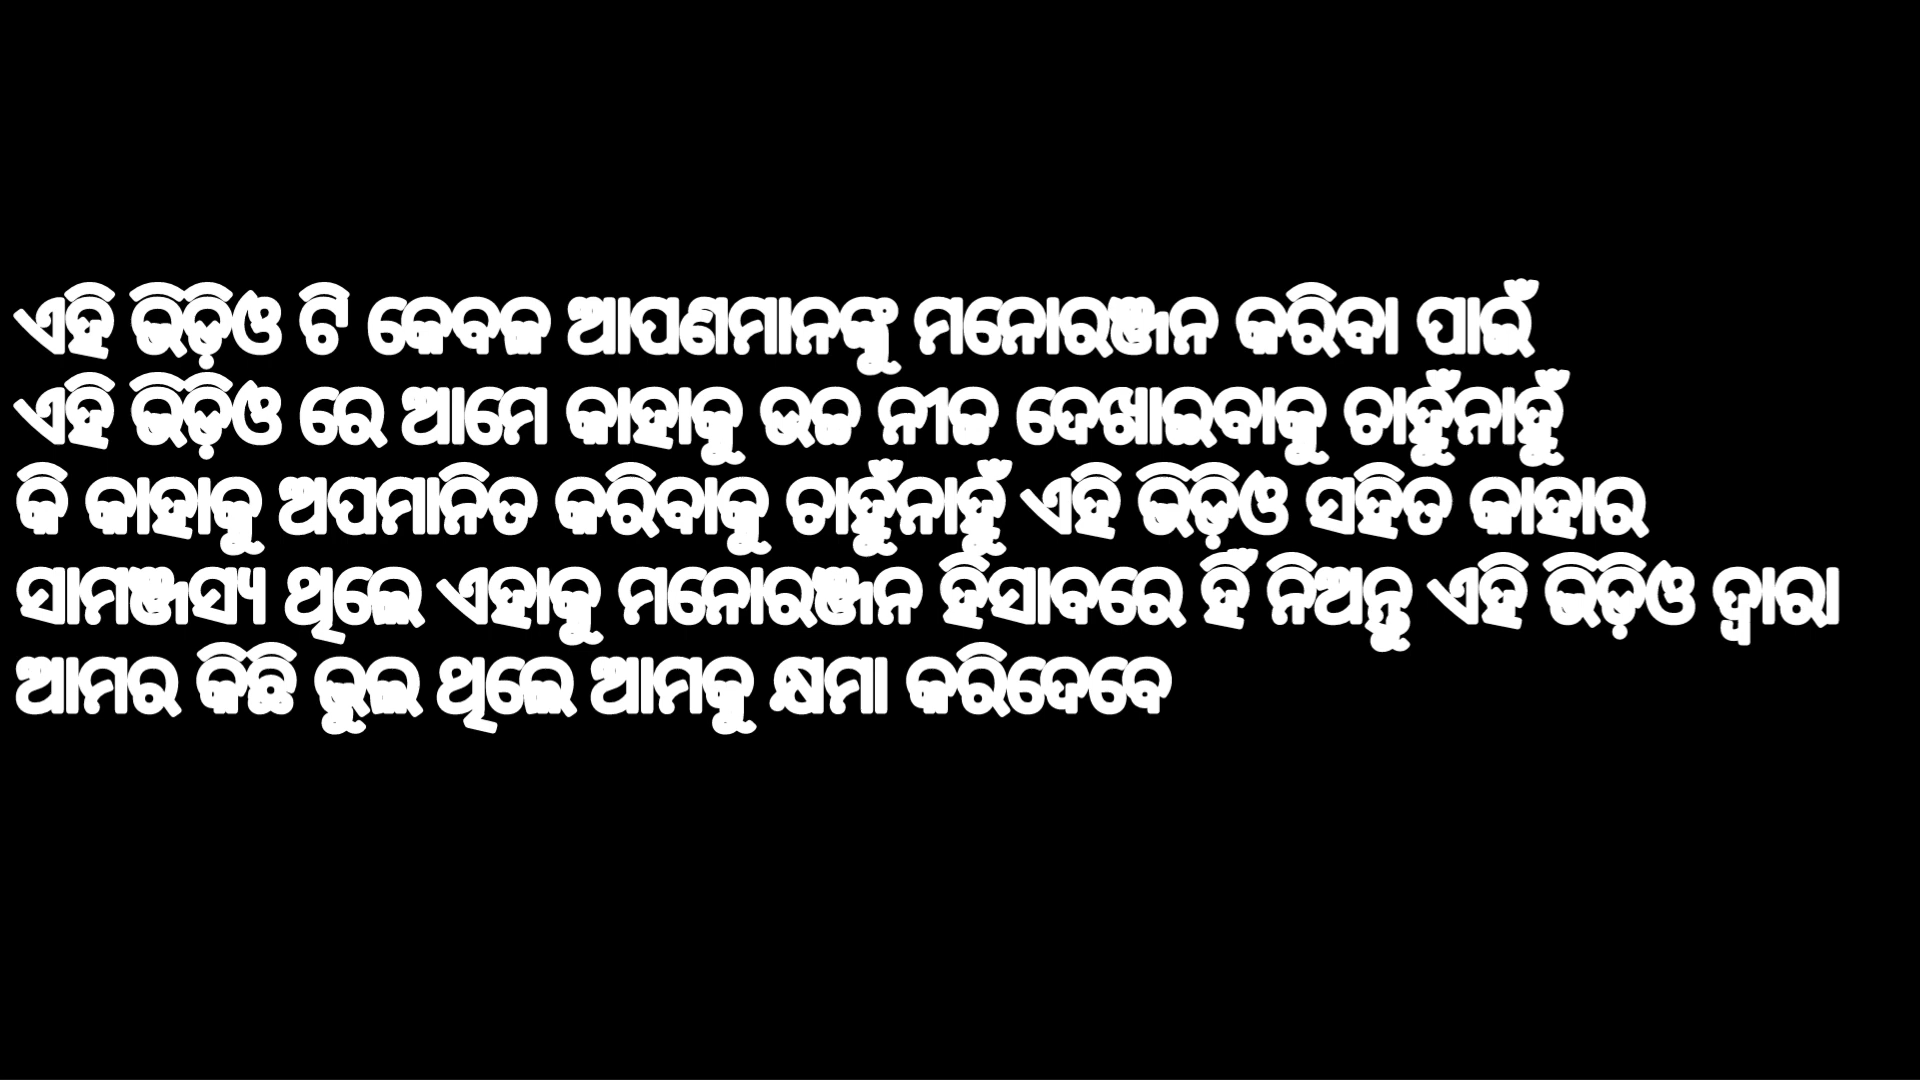 ଏହି ଭିଡ଼ିଓ ଟି କେବଳ ଆପଣମାନଙ୍କୁ ମନୋରଞ୍ଜନ କରିବା ପାଇଁ
ଏହି ଭିଡ଼ିଓ ରେ ଆମେ କାହାକୁ ଉଚ୍ଚ ନୀଚ୍ଚ ଦେଖାଇବାକୁ ଚାହୁଁନାହୁଁ
କି କାହାକୁ ଅପମାନିତ କରିବାକୁ ଚାହୁଁନାହୁଁ ଏହି ଭିଡ଼ିଓ ସହିତ କାହାର
ସାମଞ୍ଜସ୍ୟ ଥିଲେ ଏହାକୁ ମନୋରଞ୍ଜନ ହିସାବରେ ହିଁ ନିଅନ୍ତୁ ଏହି ଭିଡ଼ିଓ ଦ୍ଵାରା
ଆମର କିଛି ଭୁଲ ଥିଲେ ଆମକୁ କ୍ଷମା କରିଦେବେ